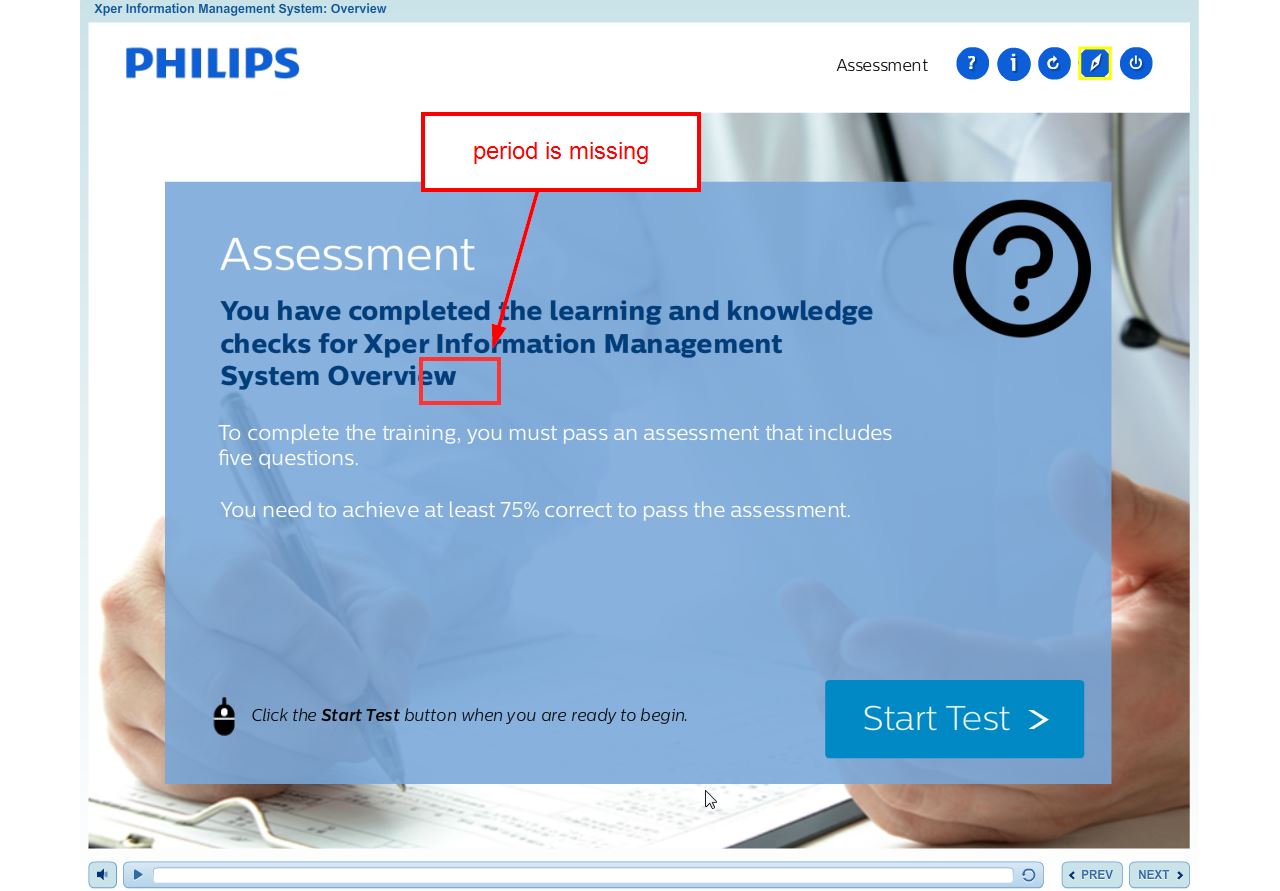 Xper Information Management System: Overview
PHILIPS
Assessment
? i
period is missing
Assessment
?
You have completed the learning and knowledge
checks for Xper Information Management
System Overview
To complete the training, you must pass an assessment that includes
five questions.
You need to achieve at least 75% correct to pass the assessment.
Click the Start Test button when you are ready to begin.
Start Test >
< PREV
NEXT >